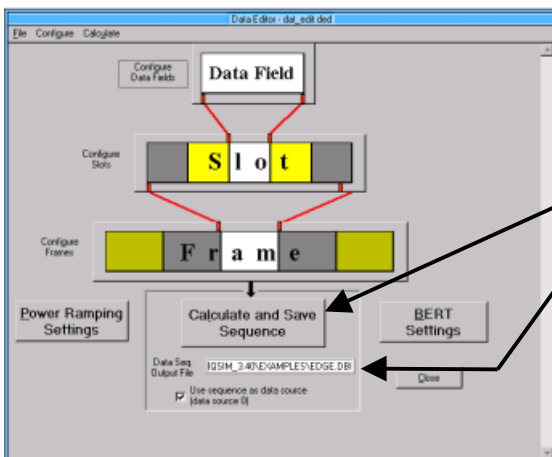 Data Editor - dat_edit.ded
File Configure Calculate
Configure
Data Fields
Data Field
Configure
Slots
Slot
Configure
Frames
Frame
Power Ramping
Settings
Calculate and Save
Sequence
BERT
Settings
Data Seq.
Output File
IQSIM_3.40\EXAMPLES\EDGE.DBI
Close
Use sequence as data source
(data source 0)